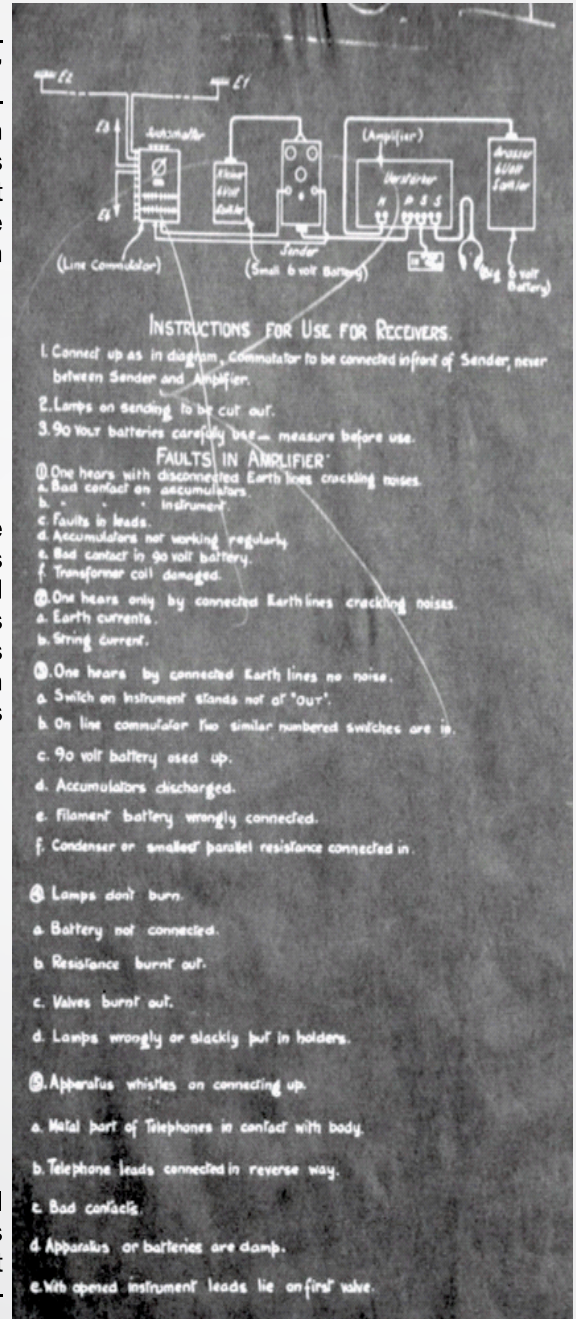 E2
E1
E3
(Amplifier)
Grosser
6 Volt
Kleiner
6 Volt
Verstärker
H P S S
E4
Sender
(Line Commutator)
(Small 6 volt Battery)
(Big 6 volt
Battery)
INSTRUCTIONS FOR USE FOR RECEIVERS.
1. Connect up as in diagram, Commutator to be connected in front of Sender, never
between Sender and Amplifier.
2. Lamps on sending to be cut out.
3. 90 VOLT batteries carefully use — measure before use.
FAULTS IN AMPLIFIER
①. One hears with disconnected Earth lines crackling noises.
a. Bad contact on accumulators.
b. " " " Instrument.
c. Faults in leads.
d. Accumulators not working regularly
e. Bad contact in 90 volt battery.
f. Transformer coil damaged.
②. One hears only by connected Earth lines crackling noises.
a. Earth currents.
b. String current.
③. One hears by connected Earth lines no noise.
a. Switch on Instrument stands not at "OUT".
b. On line commutator two similar numbered switches are in.
c. 90 volt battery used up.
d. Accumulators discharged.
e. Filament battery wrongly connected.
f. Condenser or smallest parallel resistance connected in.
④ Lamps don't burn.
a. Battery not connected.
b. Resistance burnt out.
c. Valves burnt out.
d. Lamps wrongly or slackly put in holders.
⑤. Apparatus whistles on connecting up.
a. Metal part of Telephones in contact with body.
b. Telephone leads connected in reverse way.
c. Bad contacts.
d. Apparatus or batteries are damp.
e. With opened instrument leads lie on first valve.